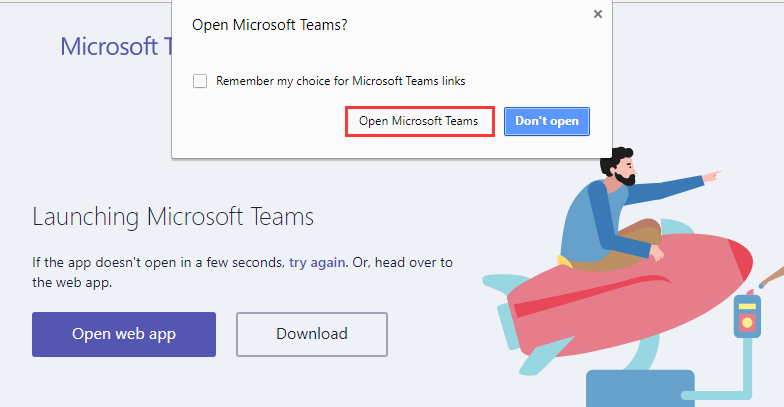 Open Microsoft Teams?
Microsoft T
Remember my choice for Microsoft Teams links
Open Microsoft Teams
Don't open
Launching Microsoft Teams
If the app doesn't open in a few seconds, try again. Or, head over to
the web app.
Open web app
Download